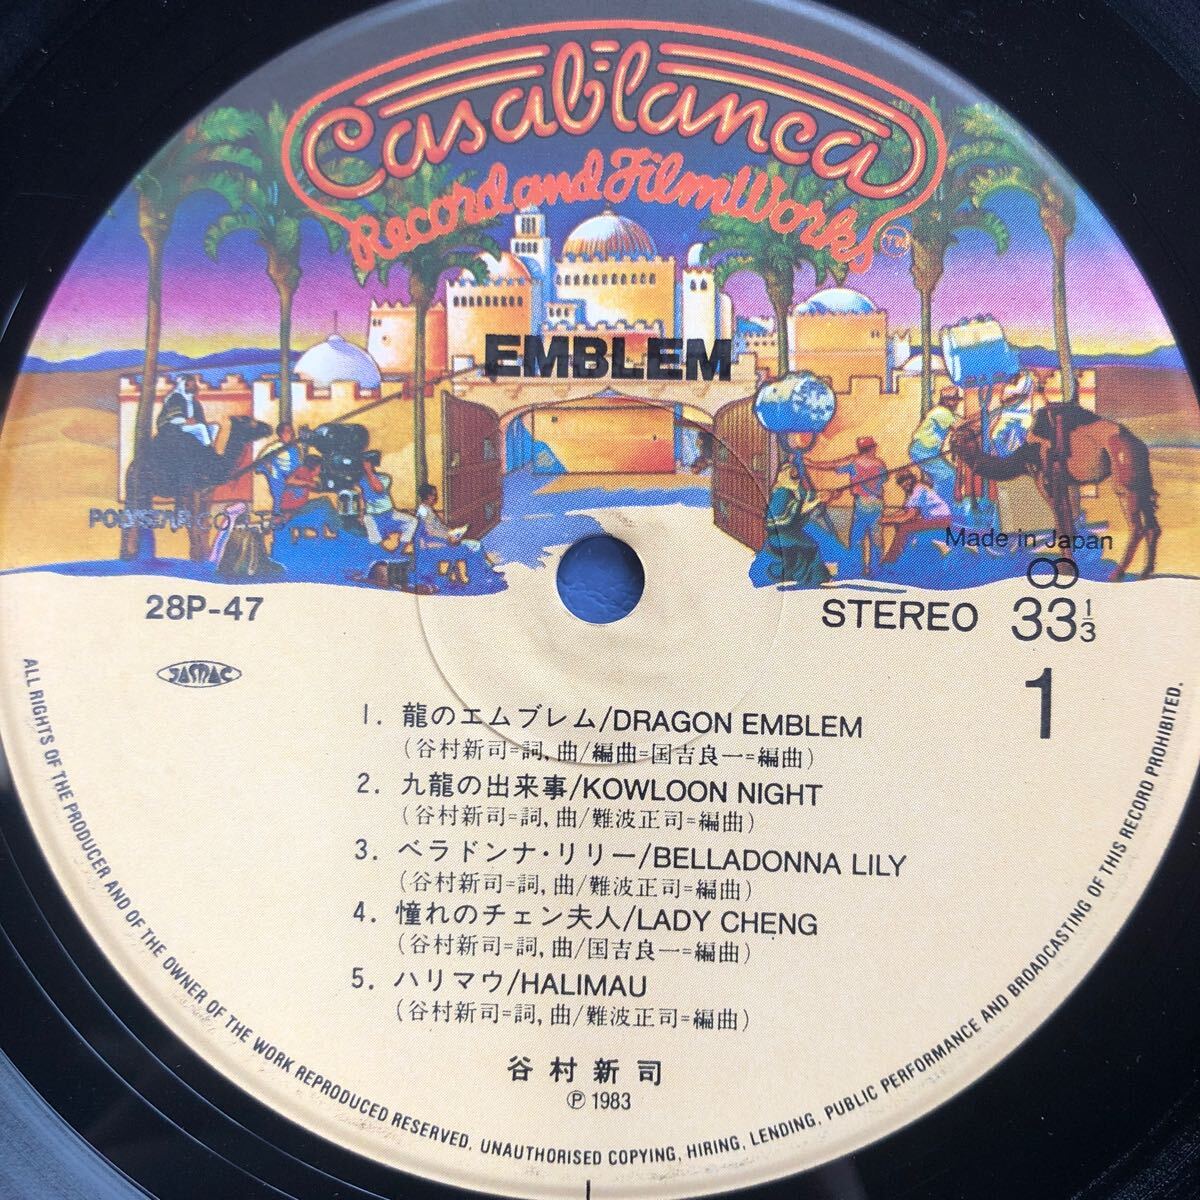 Casablanca
Record and FilmWorks TM
EMBLEM
POLYSTAR CO., LTD.
Made in Japan
28P-47
STEREO 33 1/3
JASRAC
1
1. 龍のエムブレム/DRAGON EMBLEM
(谷村新司=詞, 曲/編曲=国吉良一=編曲)
2. 九龍の出来事/KOWLOON NIGHT
(谷村新司=詞, 曲/難波正司=編曲)
3. ベラドンナ・リリー/BELLADONNA LILY
(谷村新司=詞, 曲/難波正司=編曲)
4. 憧れのチェン夫人/LADY CHENG
(谷村新司=詞, 曲/国吉良一=編曲)
5. ハリマウ/HALIMAU
(谷村新司=詞, 曲/難波正司=編曲)
谷村新司
℗ 1983
ALL RIGHTS OF THE PRODUCER AND OF THE OWNER OF THE WORK REPRODUCED RESERVED. UNAUTHORISED COPYING, HIRING, LENDING, PUBLIC PERFORMANCE AND BROADCASTING OF THIS RECORD PROHIBITED.